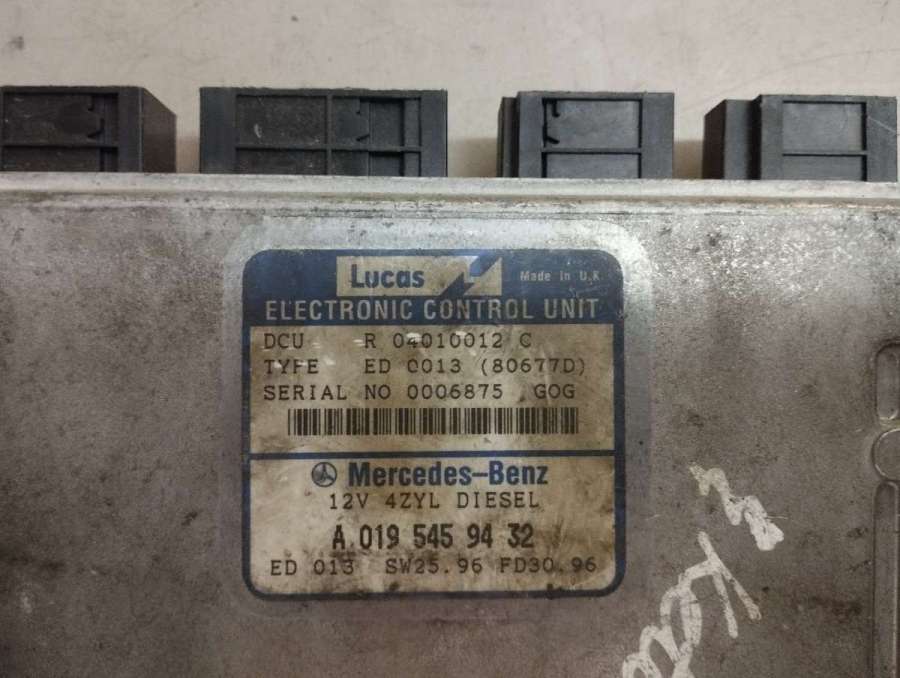 Lucas Made in U.K
ELECTRONIC CONTROL UNIT
DCU R 04010012 C
TYPE ED 0013 (80677D)
SERIAL NO 0006875 GOG
Mercedes-Benz
12V 4ZYL DIESEL
A 019 545 94 32
ED 013 SW25.96 FD30.96